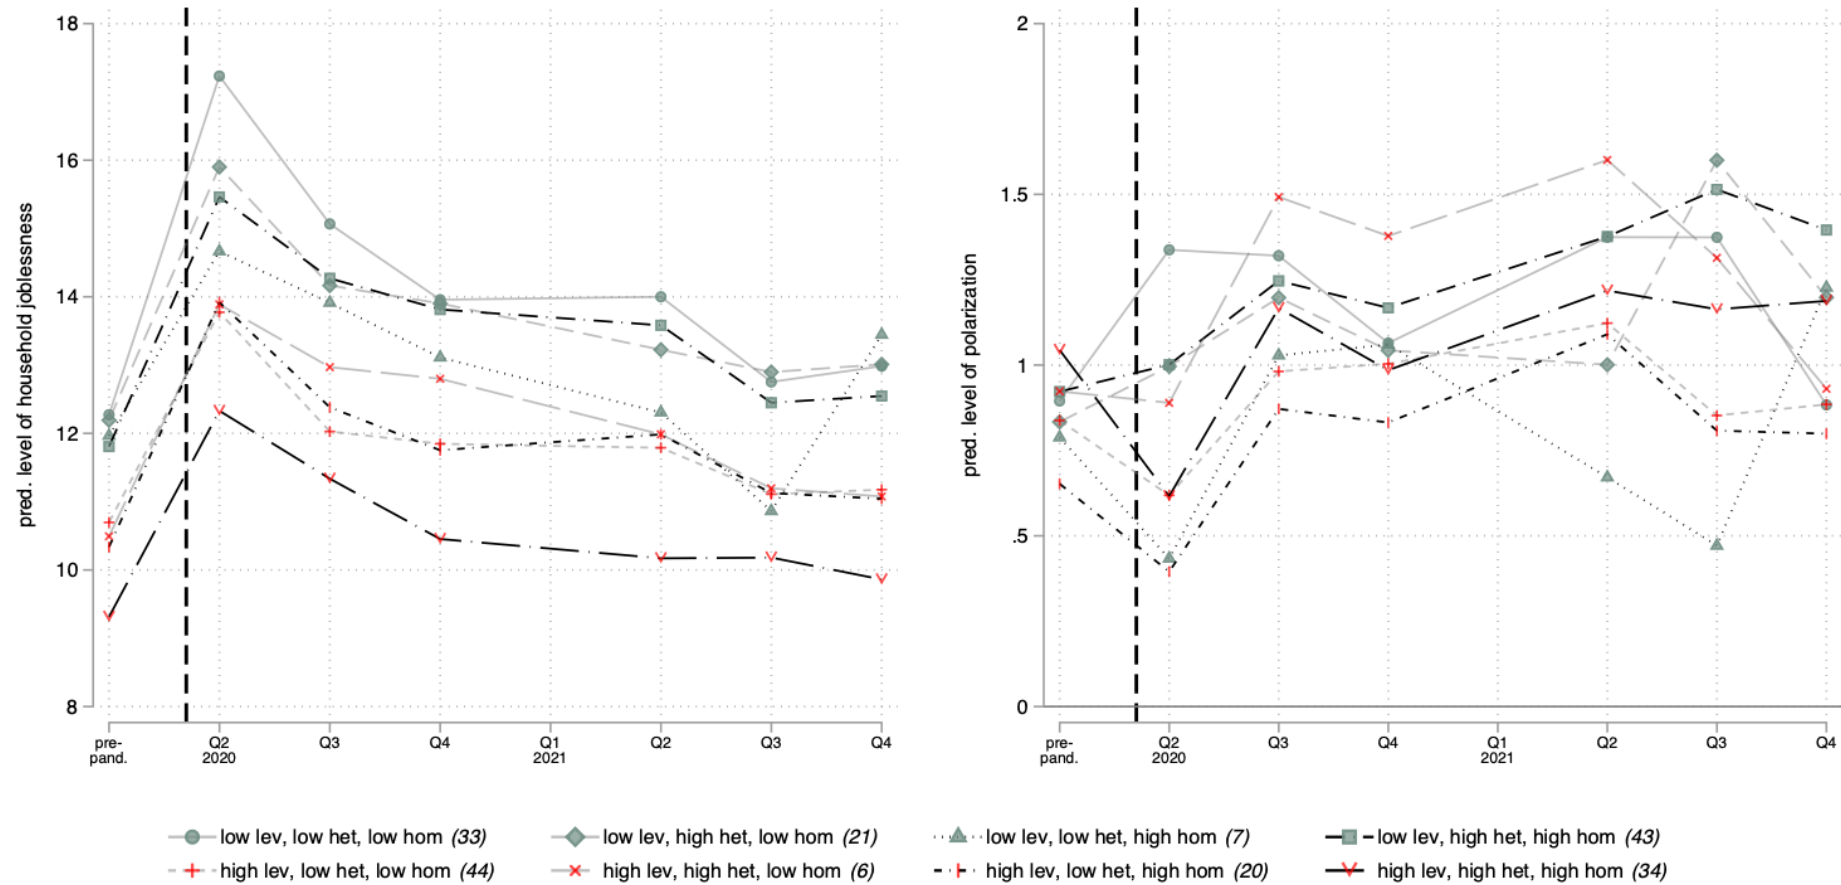 pred. level of household joblessness
18
16
14
12
10
8
pre-
pand.
Q2
2020
Q3
Q4
Q1
2021
Q2
Q3
Q4
pred. level of polarization
2
1.5
1
.5
0
pre-
pand.
Q2
2020
Q3
Q4
Q1
2021
Q2
Q3
Q4
low lev, low het, low hom (33)
low lev, high het, low hom (21)
low lev, low het, high hom (7)
low lev, high het, high hom (43)
high lev, low het, low hom (44)
high lev, high het, low hom (6)
high lev, low het, high hom (20)
high lev, high het, high hom (34)